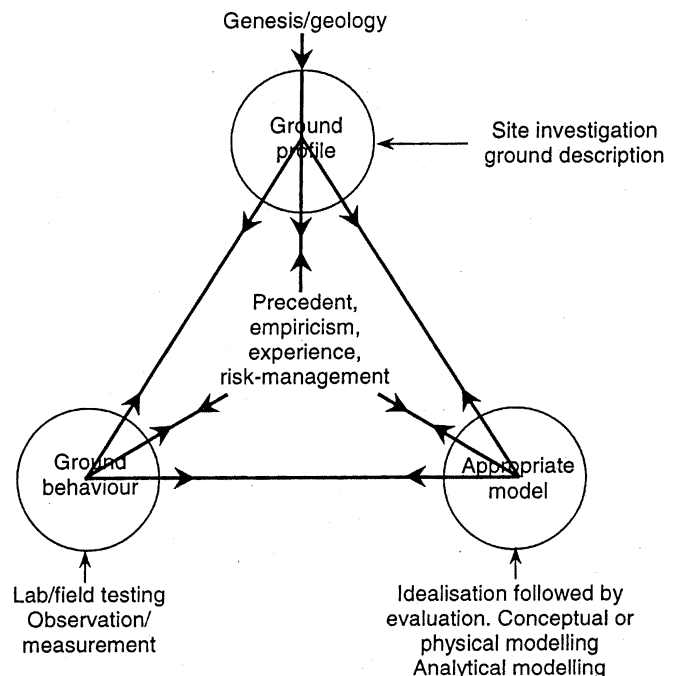 Genesis/geology
Ground
profile
Site investigation
ground description
Precedent,
empiricism,
experience,
risk-management
Ground
behaviour
Appropriate
model
Lab/field testing
Observation/
measurement
Idealisation followed by
evaluation. Conceptual or
physical modelling
Analytical modelling